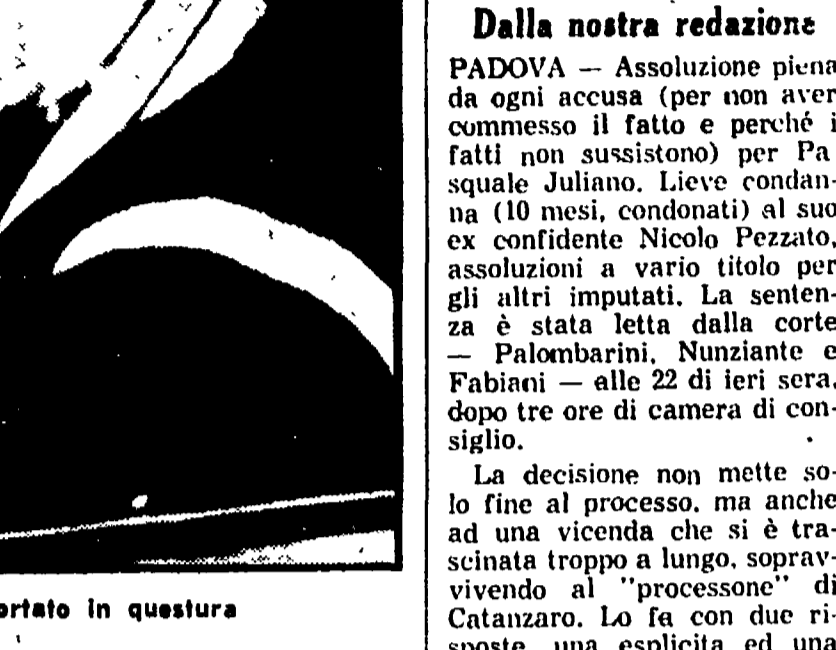 ortato in questura
Dalla nostra redazione
PADOVA — Assoluzione piena
da ogni accusa (per non aver
commesso il fatto e perché i
fatti non sussistono) per Pa
squale Juliano. Lieve condan-
na (10 mesi, condonati) al suo
ex confidente Nicolo Pezzato,
assoluzioni a vario titolo per
gli altri imputati. La senten-
za è stata letta dalla corte
— Palombarini, Nunziante e
Fabiani — alle 22 di ieri sera,
dopo tre ore di camera di con-
siglio.
La decisione non mette so-
lo fine al processo, ma anche
ad una vicenda che si è tra-
scinata troppo a lungo, soprav-
vivendo al "processone" di
Catanzaro. Lo fa con due ri-
sposte, una esplicita ed una